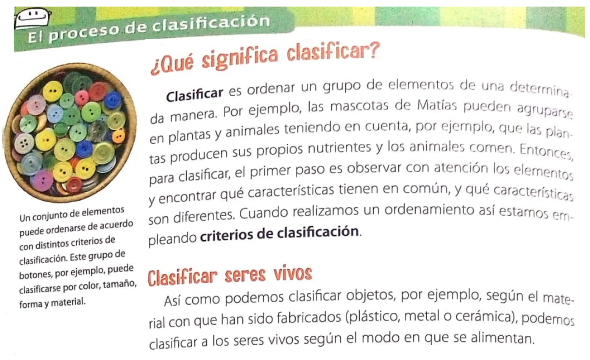 El proceso de clasificación
¿Qué significa clasificar?
Clasificar es ordenar un grupo de elementos de una determina-
da manera. Por ejemplo, las mascotas de Matías pueden agruparse
en plantas y animales teniendo en cuenta, por ejemplo, que las plan-
tas producen sus propios nutrientes y los animales comen. Entonces,
para clasificar, el primer paso es observar con atención los elementos
y encontrar qué características tienen en común, y qué características
son diferentes. Cuando realizamos un ordenamiento así estamos em-
pleando criterios de clasificación.
Un conjunto de elementos
puede ordenarse de acuerdo
con distintos criterios de
clasificación. Este grupo de
botones, por ejemplo, puede
clasificarse por color, tamaño,
forma y material.
Clasificar seres vivos
Así como podemos clasificar objetos, por ejemplo, según el mate-
rial con que han sido fabricados (plástico, metal o cerámica), podemos
clasificar a los seres vivos según el modo en que se alimentan.